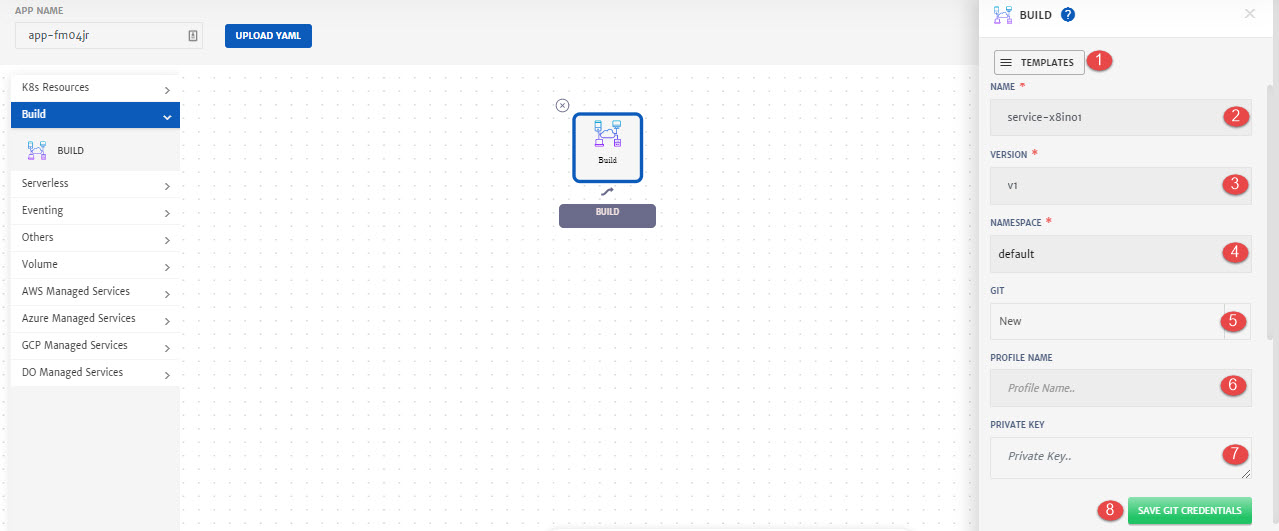 APP NAME
app-fm04jr
UPLOAD YAML
K8s Resources
Build
BUILD
Serverless
Eventing
Others
Volume
AWS Managed Services
Azure Managed Services
GCP Managed Services
DO Managed Services
Build
BUILD
BUILD ?
TEMPLATES 1
NAME *
service-x8ino1 2
VERSION *
v1 3
NAMESPACE *
default 4
GIT
New 5
PROFILE NAME
Profile Name.. 6
PRIVATE KEY
Private Key.. 7
8 SAVE GIT CREDENTIALS